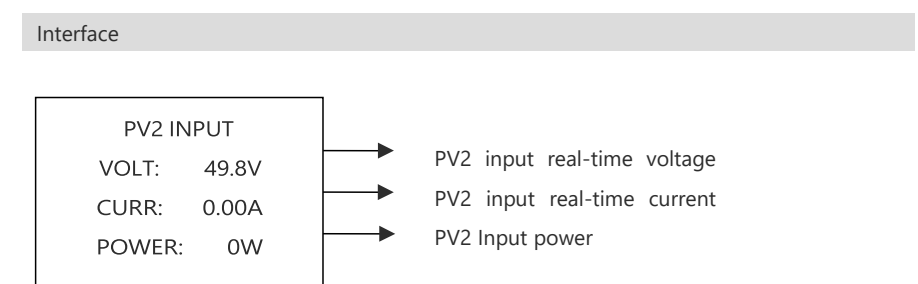 Interface
PV2 INPUT
VOLT: 49.8V
CURR: 0.00A
POWER: 0W
PV2 input real-time voltage
PV2 input real-time current
PV2 Input power